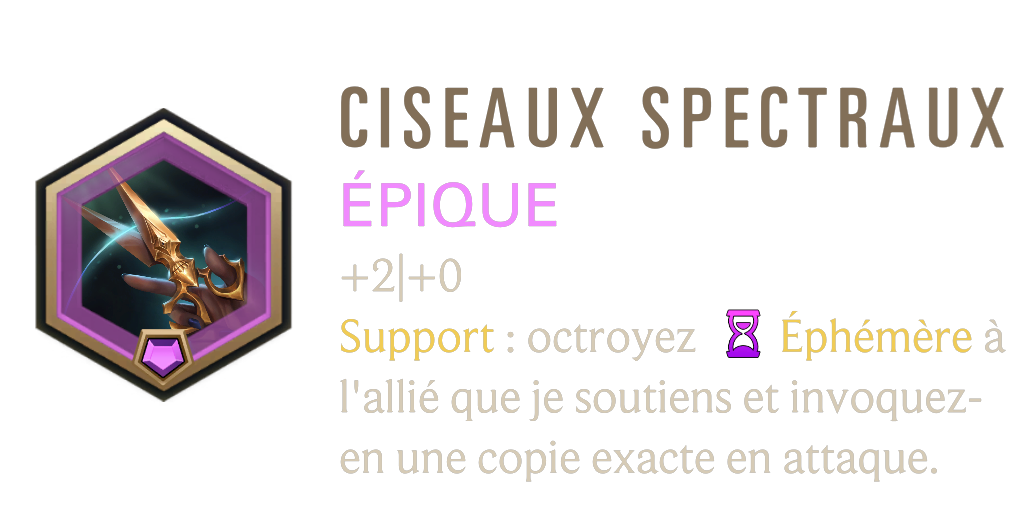 CISEAUX SPECTRAUX
ÉPIQUE
+2|+0
Support : octroyez Éphémère à
l'allié que je soutiens et invoquez-
en une copie exacte en attaque.